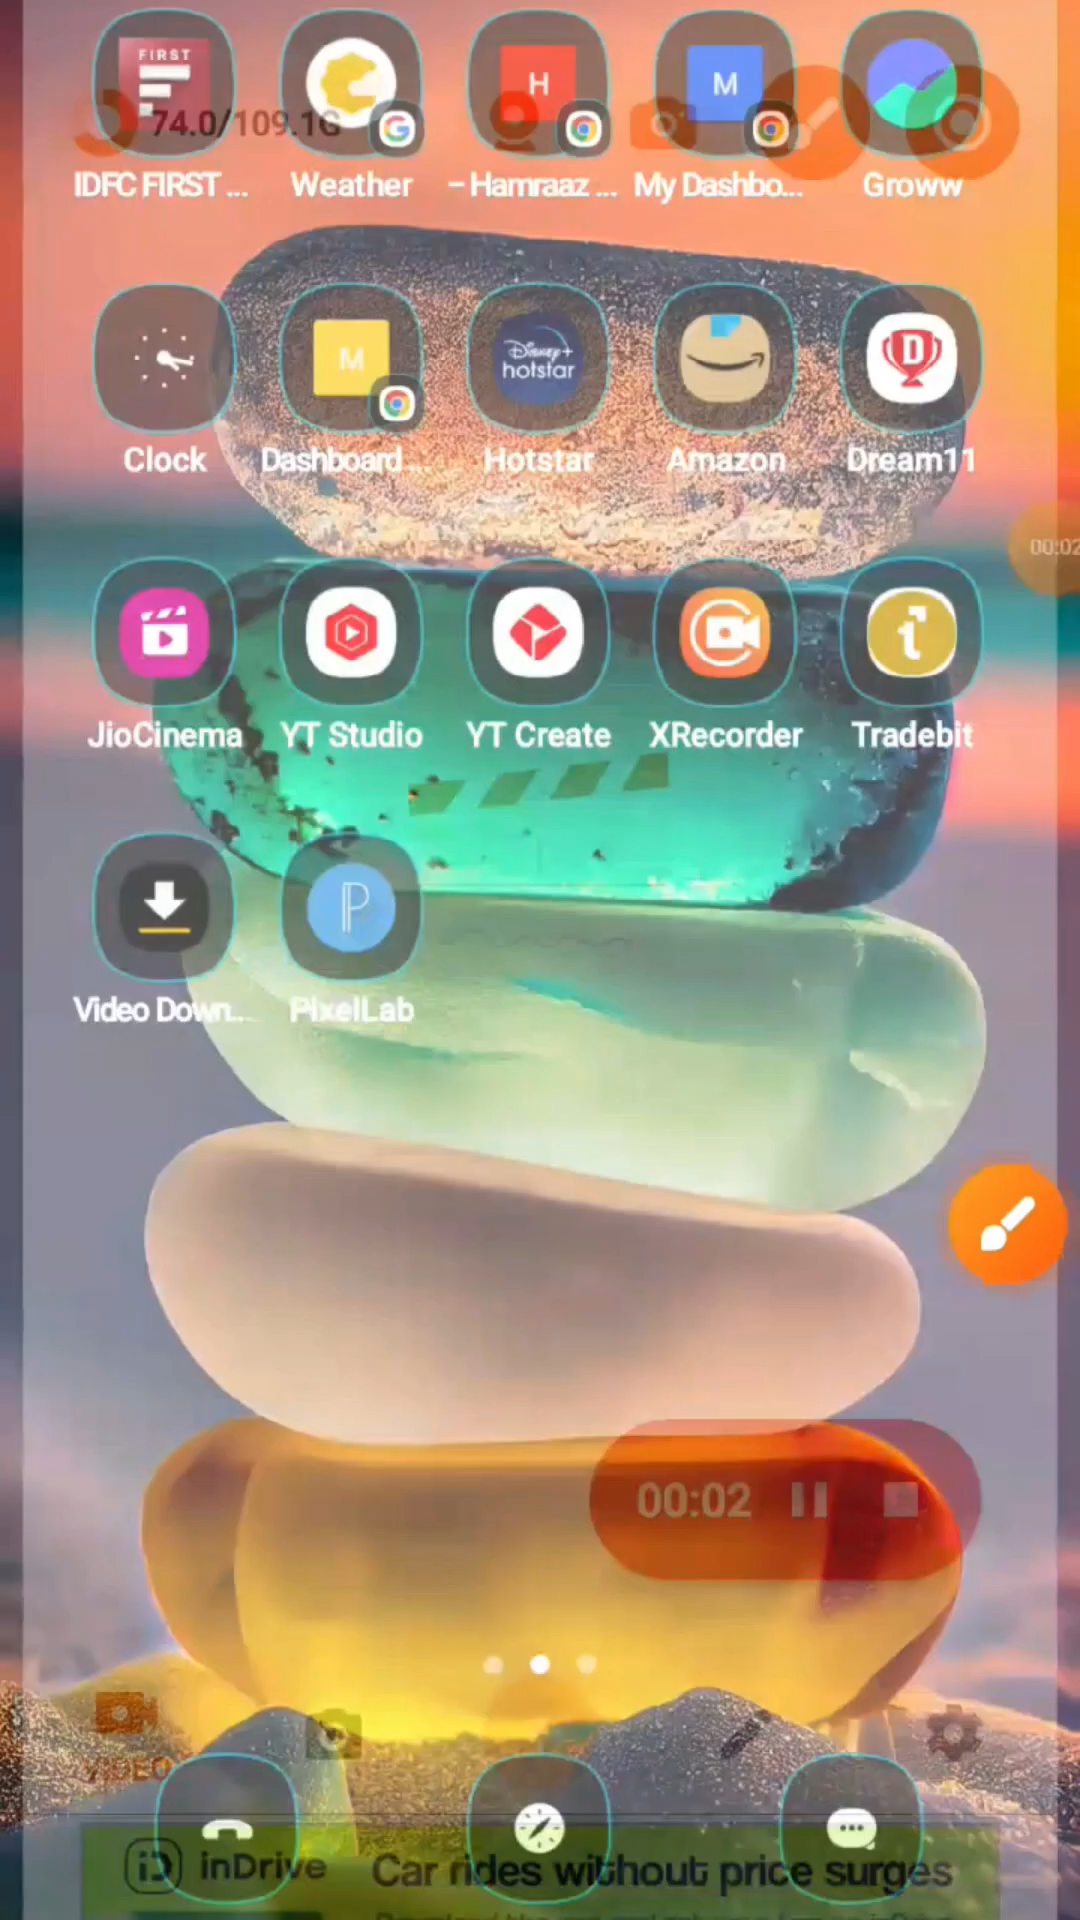 FIRST
H
M
74.0/109.1G
IDFC FIRST ...
Weather
– Hamraaz ...
My Dashbo...
Groww
M
Disney+
hotstar
D
Clock
Dashboard ...
Hotstar
Amazon
Dream11
00:02
t
JioCinema
YT Studio
YT Create
XRecorder
Tradebit
P
Video Down...
PixelLab
00:02
VIDEO
iD inDrive
Car rides without price surges